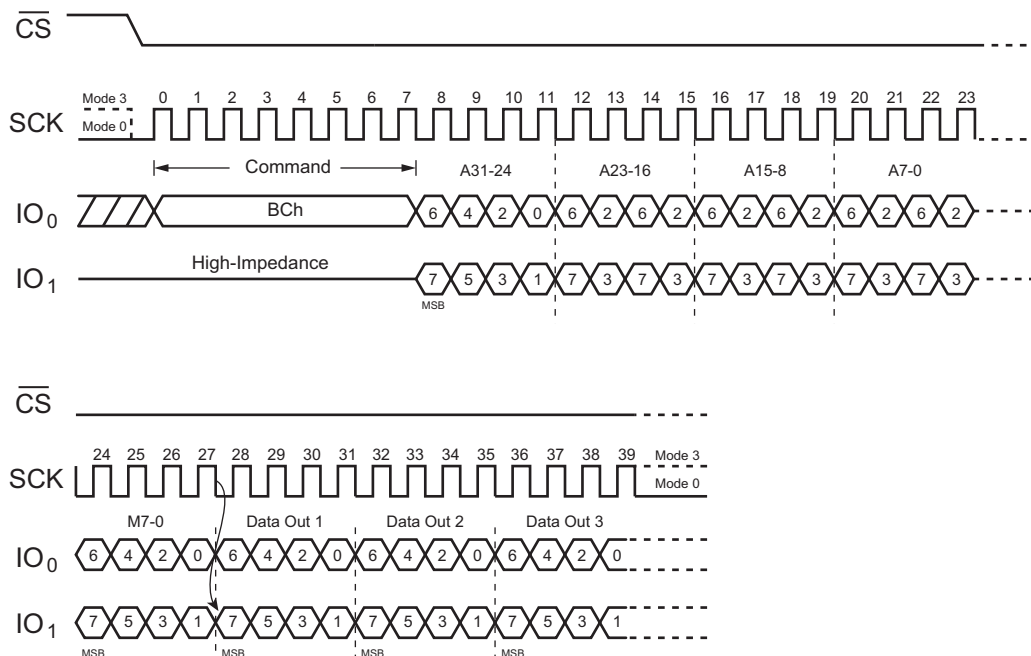 CS
0 1 2 3 4 5 6 7 8 9 10 11 12 13 14 15 16 17 18 19 20 21 22 23
Mode 3
SCK Mode 0
Command A31-24 A23-16 A15-8 A7-0
IO0 BCh 6 4 2 0 6 2 6 2 6 2 6 2 6 2 6 2
High-Impedance
IO1 7 5 3 1 7 3 7 3 7 3 7 3 7 3 7 3
MSB
CS
24 25 26 27 28 29 30 31 32 33 34 35 36 37 38 39 Mode 3
SCK Mode 0
M7-0 Data Out 1 Data Out 2 Data Out 3
IO0 6 4 2 0 6 4 2 0 6 4 2 0 6 4 2 0
IO1 7 5 3 1 7 5 3 1 7 5 3 1 7 5 3 1
MSB MSB MSB MSB